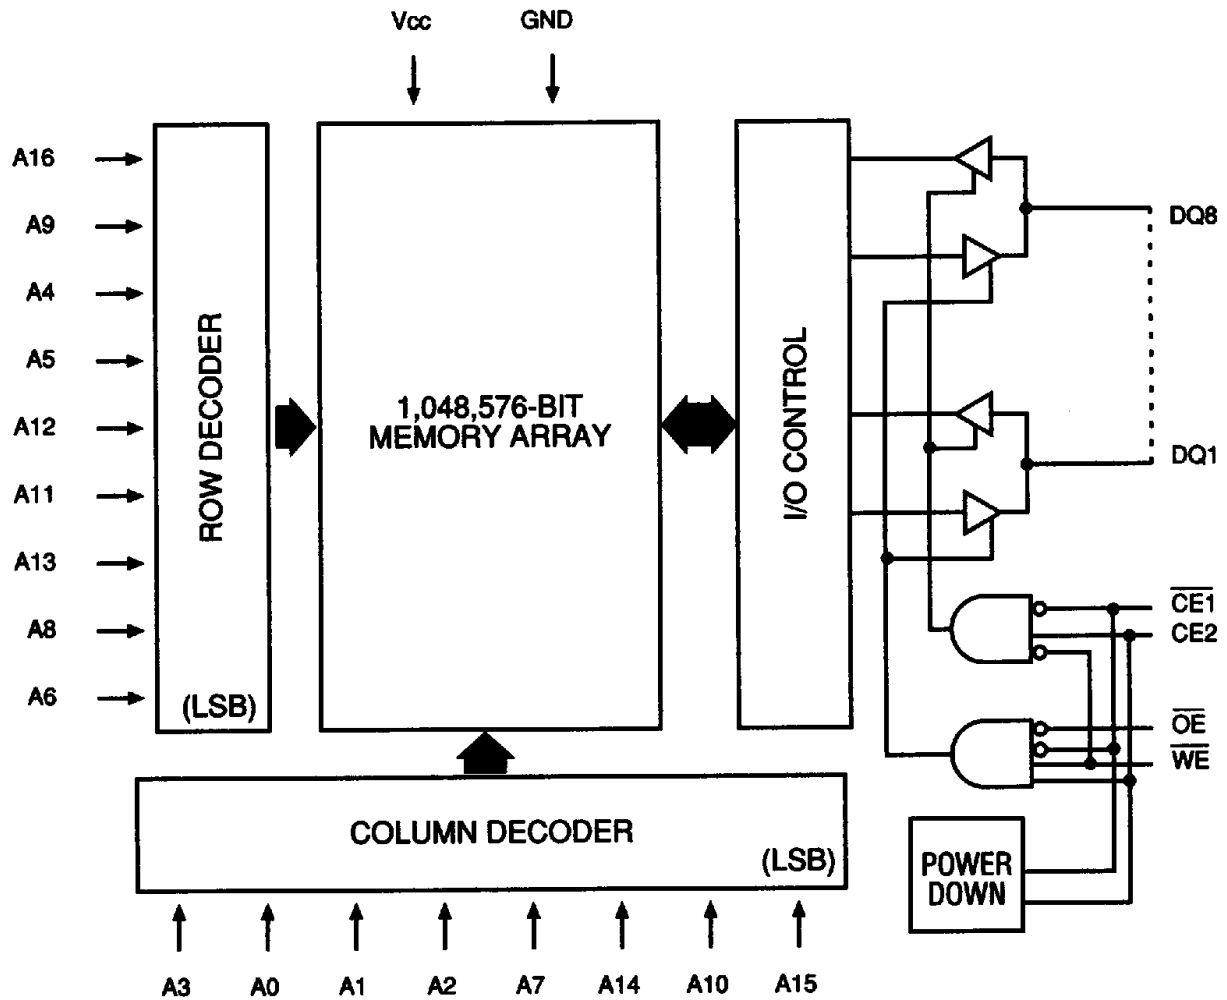 Vcc
GND
A16
A9
A4
A5
A12
A11
A13
A8
A6
ROW DECODER
(LSB)
1,048,576-BIT
MEMORY ARRAY
I/O CONTROL
DQ8
DQ1
CE1
CE2
OE
WE
COLUMN DECODER
(LSB)
POWER
DOWN
A3
A0
A1
A2
A7
A14
A10
A15